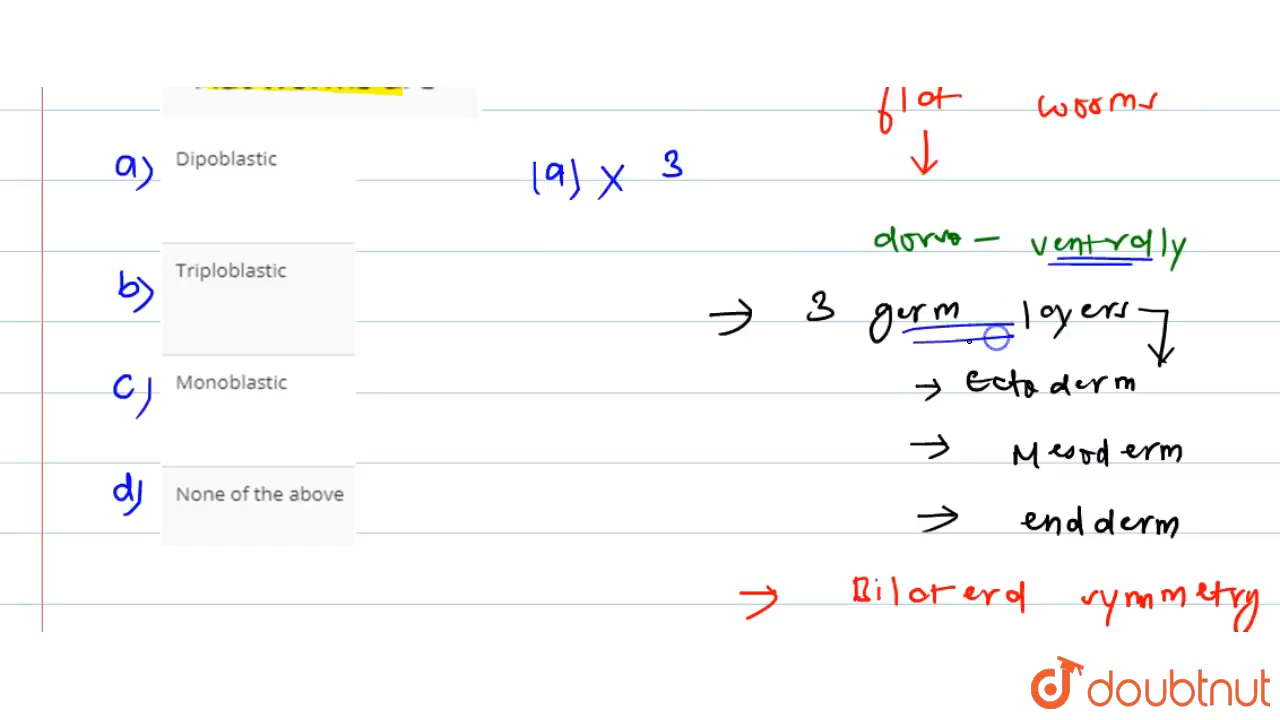 flat worms
a) Dipoblastic
(a) X 3
dorso - ventrally
b) Triploblastic
→ 3 germ layers
c) Monoblastic
→ Ectoderm
→ Mesoderm
d) None of the above
→ endderm
→ Bilaterd symmetry
doubtnut